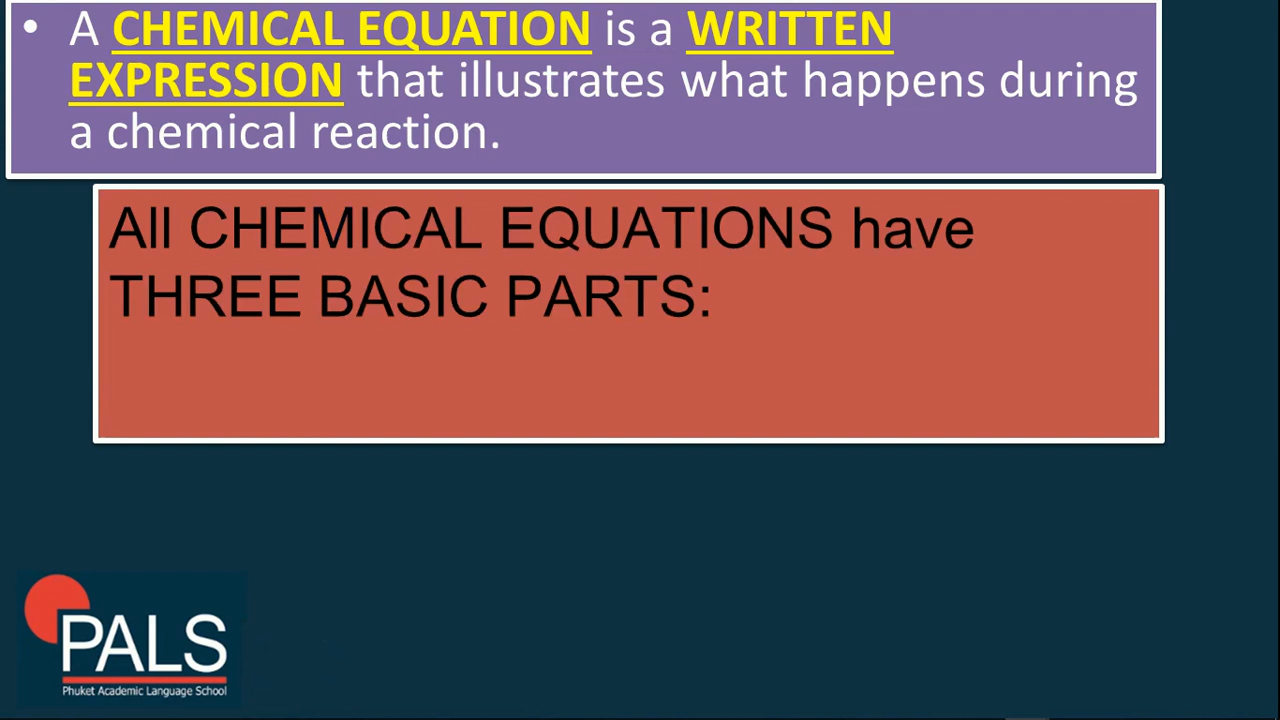 • A CHEMICAL EQUATION is a WRITTEN
EXPRESSION that illustrates what happens during
a chemical reaction.
All CHEMICAL EQUATIONS have
THREE BASIC PARTS:
PALS
Phuket Academic Language School